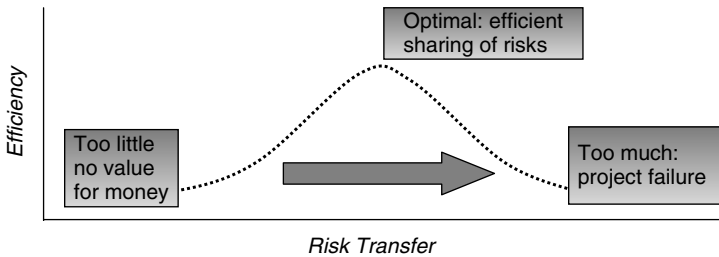 Optimal: efficient
sharing of risks
Efficiency
Too little
no value
for money
Too much:
project failure
Risk Transfer